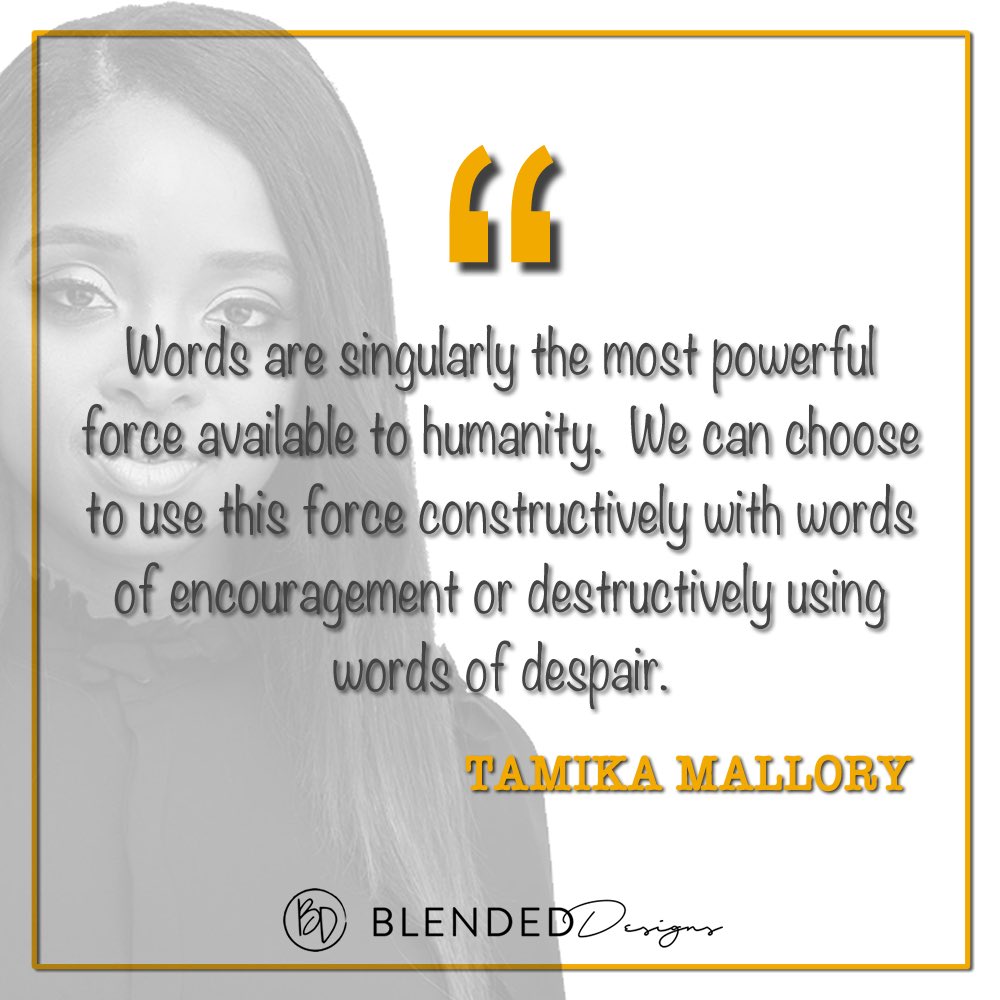 “
Words are singularly the most powerful
force available to humanity.  We can choose
to use this force constructively with words
of encouragement or destructively using
words of despair.
TAMIKA MALLORY
BD BLENDED Designs